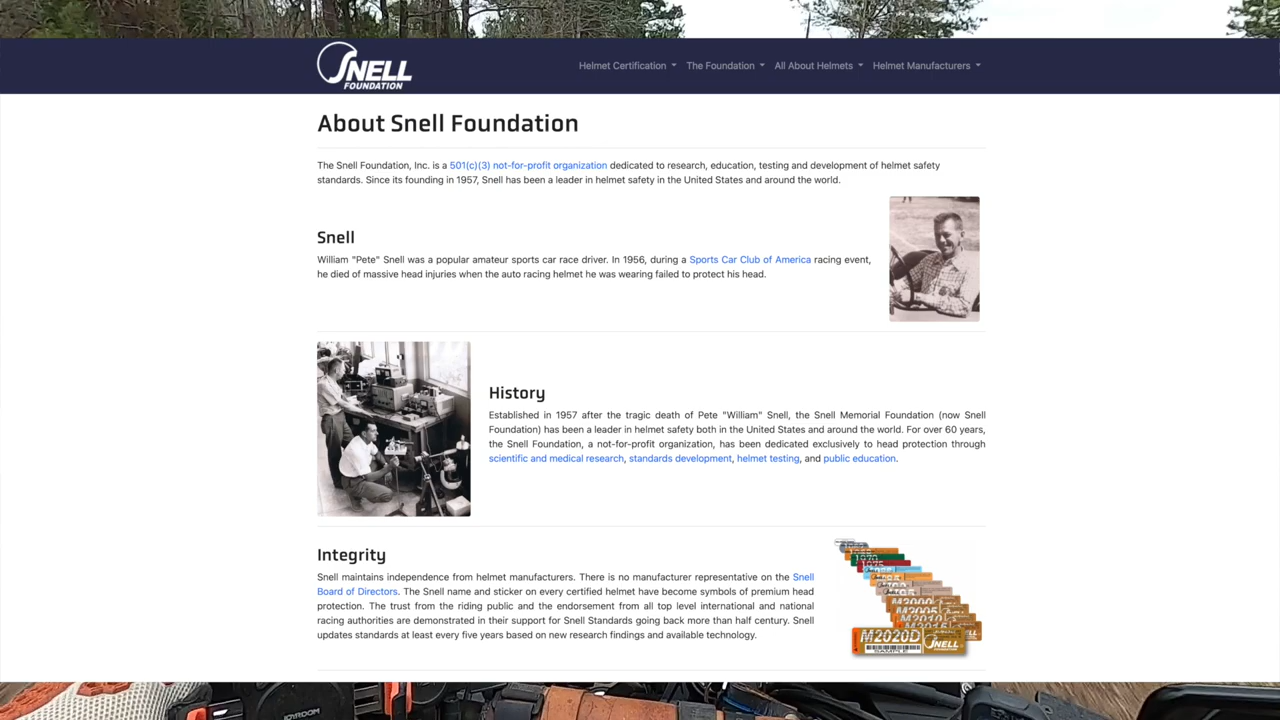 SNELL
FOUNDATION
Helmet Certification
The Foundation
All About Helmets
Helmet Manufacturers
About Snell Foundation
The Snell Foundation, Inc. is a 501(c)(3) not-for-profit organization dedicated to research, education, testing and development of helmet safety
standards. Since its founding in 1957, Snell has been a leader in helmet safety in the United States and around the world.
Snell
William "Pete" Snell was a popular amateur sports car race driver. In 1956, during a Sports Car Club of America racing event,
he died of massive head injuries when the auto racing helmet he was wearing failed to protect his head.
History
Established in 1957 after the tragic death of Pete "William" Snell, the Snell Memorial Foundation (now Snell
Foundation) has been a leader in helmet safety both in the United States and around the world. For over 60 years,
the Snell Foundation, a not-for-profit organization, has been dedicated exclusively to head protection through
scientific and medical research, standards development, helmet testing, and public education.
Integrity
Snell maintains independence from helmet manufacturers. There is no manufacturer representative on the Snell
Board of Directors. The Snell name and sticker on every certified helmet have become symbols of premium head
protection. The trust from the riding public and the endorsement from all top level international and national
racing authorities are demonstrated in their support for Snell Standards going back more than half century. Snell
updates standards at least every five years based on new research findings and available technology.
1970
1975
M2000
M2005
M2020D
SAMPLE
SNELL
FOUNDATION
JOYROOM